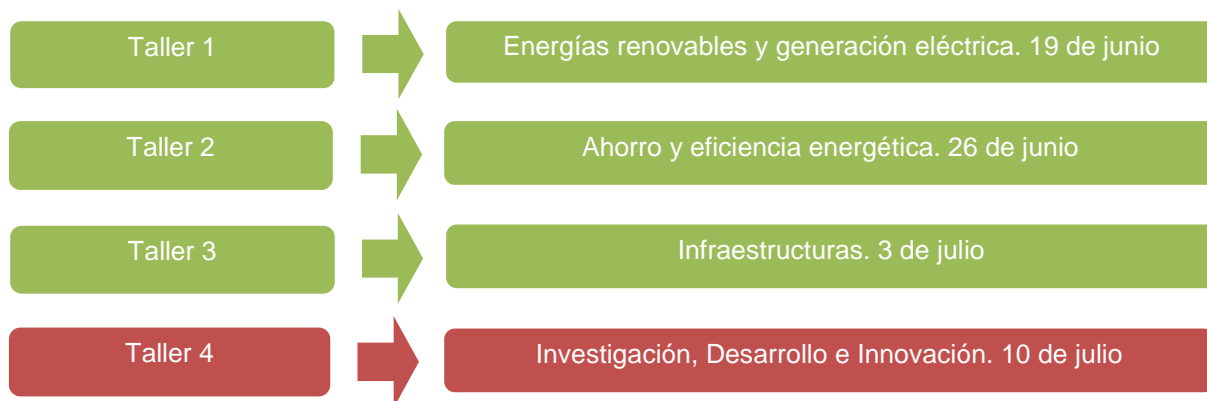 Taller 1
Energías renovables y generación eléctrica. 19 de junio
Taller 2
Ahorro y eficiencia energética. 26 de junio
Taller 3
Infraestructuras. 3 de julio
Taller 4
Investigación, Desarrollo e Innovación. 10 de julio